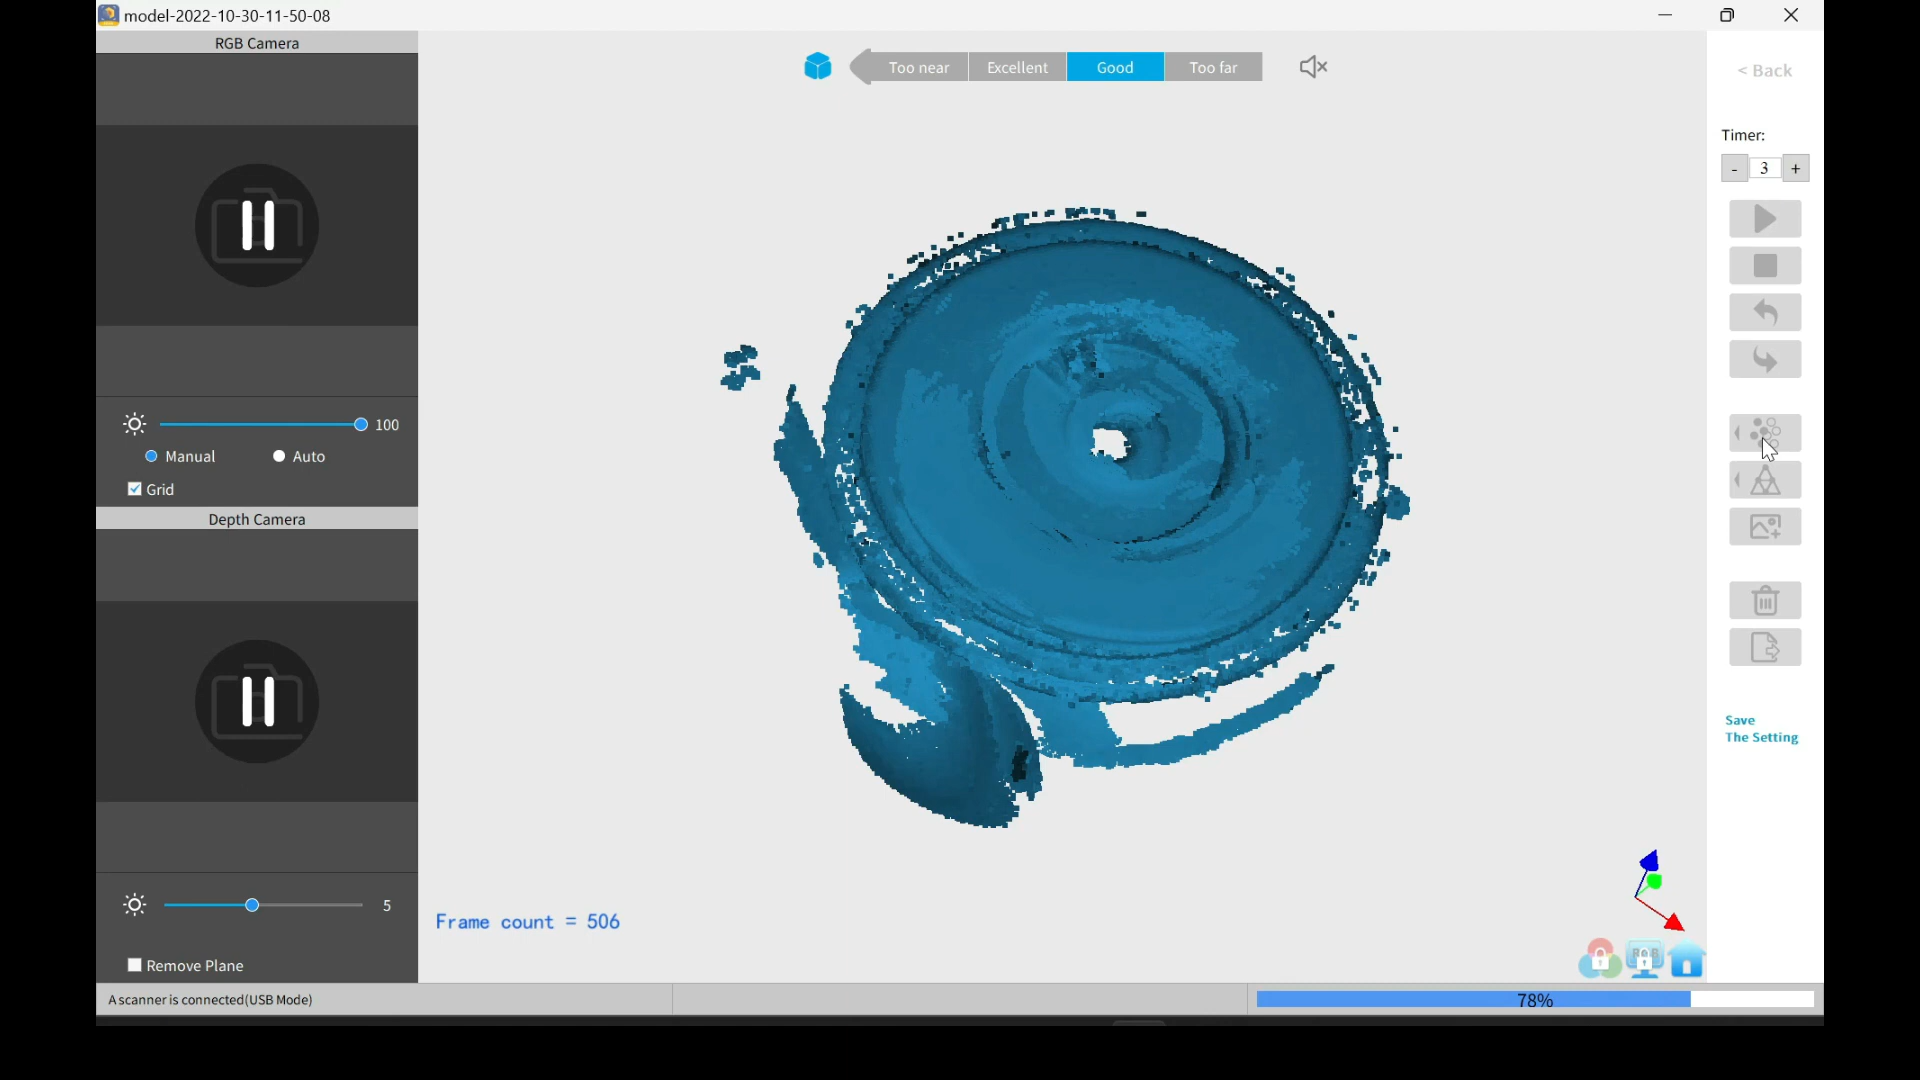 model-2022-10-30-11-50-08
RGB Camera
Too near
Excellent
Good
Too far
< Back
Timer:
- 3 +
100
Manual
Auto
Grid
Depth Camera
Save
The Setting
5
Frame count = 506
Remove Plane
RGB
A scanner is connected(USB Mode)
78%